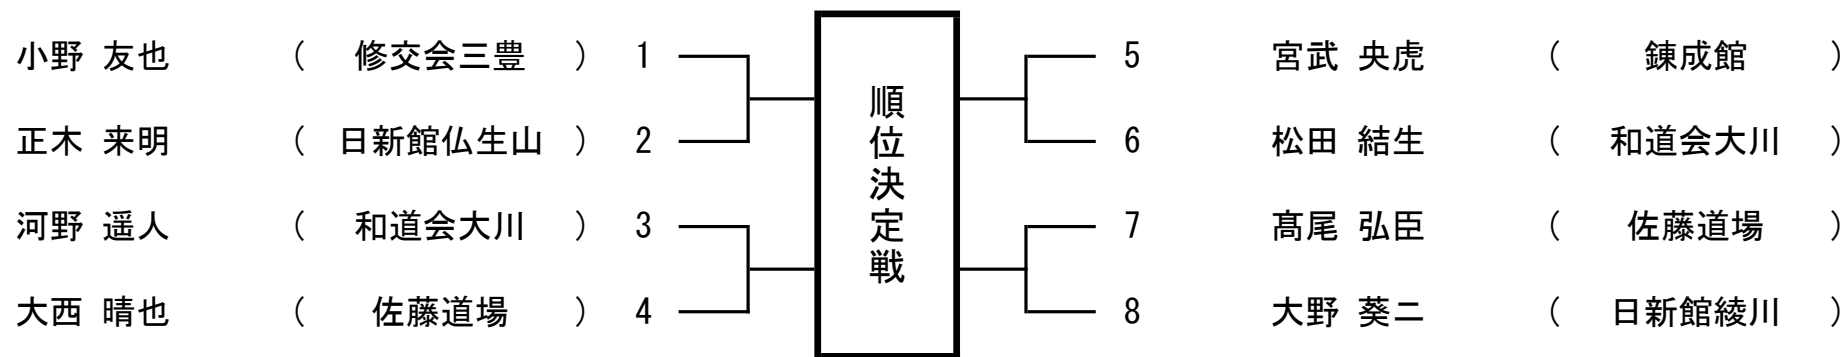 小野 友也 ( 修交会三豊 ) 1
正木 来明 ( 日新館仏生山 ) 2
河野 遥人 ( 和道会大川 ) 3
大西 晴也 ( 佐藤道場 ) 4
順位決定戦
5 宮武 央虎 ( 錬成館 )
6 松田 結生 ( 和道会大川 )
7 髙尾 弘臣 ( 佐藤道場 )
8 大野 葵二 ( 日新館綾川 )